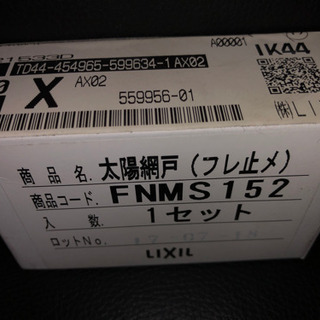 A00001
TD44-454965-599634-1 AX02
IK44
X
AX02
559956-01
商品名. 太陽網戸(フレ止メ)
商品コード. FNMS152
入数. 1セット
ロットNo.
LIXIL